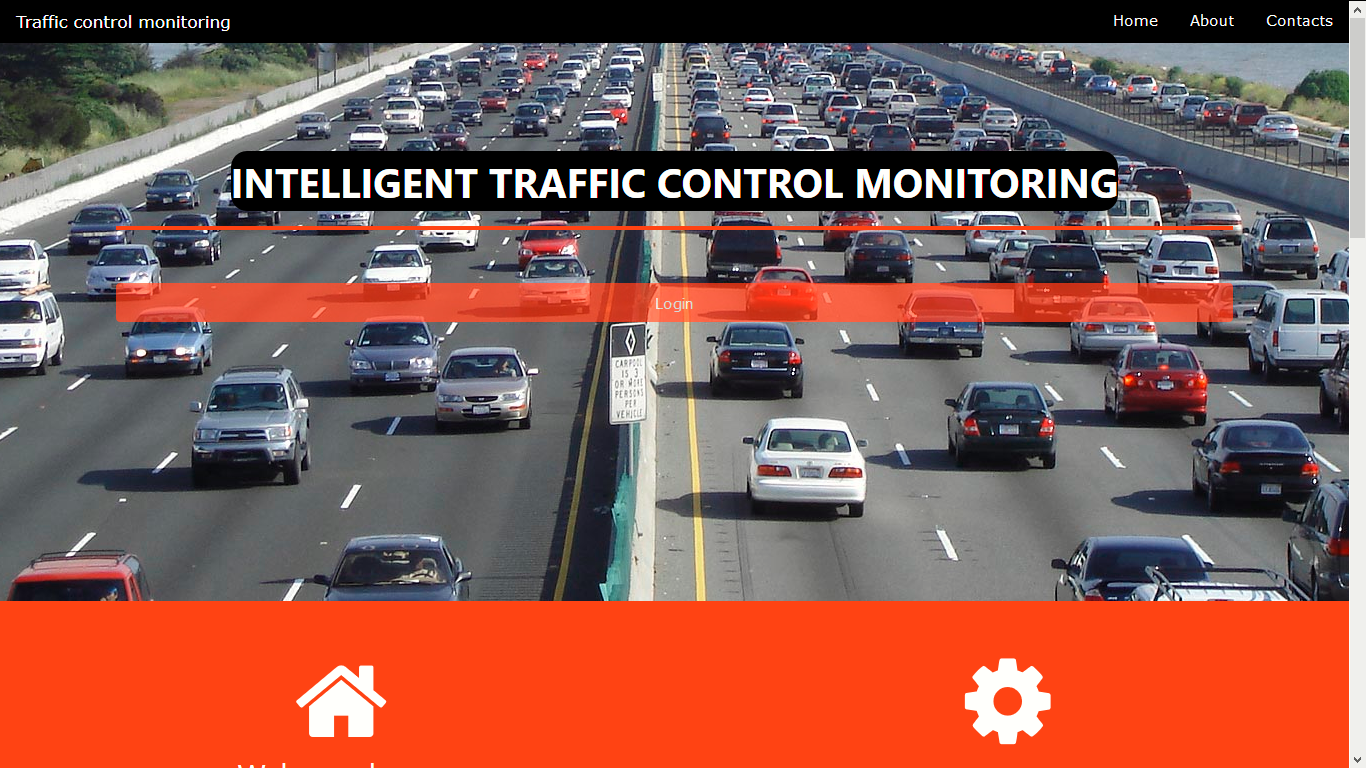 Traffic control monitoring
Home About Contacts
INTELLIGENT TRAFFIC CONTROL MONITORING
Login
CARPOOL
IS 3
OR MORE
PERSONS
PER
VEHICLE